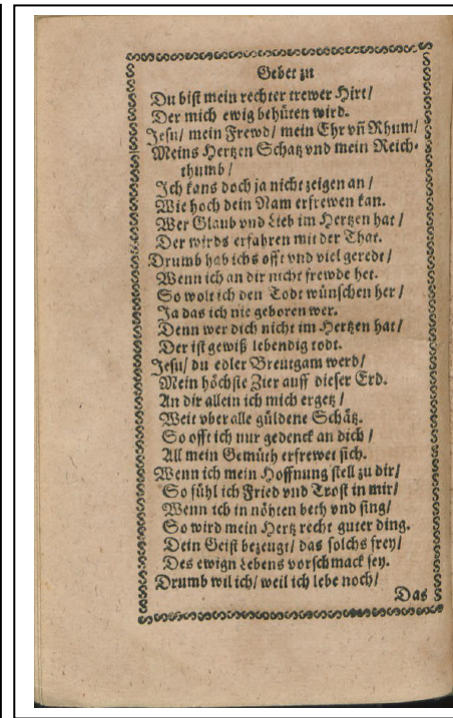 Gebet zu
Du bist mein rechter trewer Hirt/
Der mich ewig behüten wird.
Jesu/ mein Frewd/ mein Ehr vñ Rhum/
Meins Hertzen Schatz vnd mein Reich-
thumb/
Ich kans doch ja nicht zeigen an/
Wie hoch dein Nam erfrewen kan.
Wer Glaub vnd Lieb im Hertzen hat/
Der wirds erfahren mit der That.
Drumb hab ichs offt vnd viel geredt/
Wenn ich an dir nicht frewde het.
So wolt ich den Todt wünschen her/
Ja das ich nie geboren wer.
Denn wer dich nicht im Hertzen hat/
Der ist gewiß lebendig todt.
Jesu/ du edler Breutgam werd/
Mein höchste Zier auff dieser Erd.
An dir allein ich mich ergetz/
Weit vber alle güldene Schätz.
So offt ich nur gedenck an dich/
All mein Gemüth erfrewet sich.
Wenn ich mein Hoffnung stell zu dir/
So fühl ich Fried vnd Trost in mir/
Wenn ich in nöhten beth vnd sing/
So wird mein Hertz recht guter ding.
Dein Geist bezeugt/ das solchs frey/
Des ewign Lebens vorschmack sey.
Drumb wil ich/ weil ich lebe noch/
Das